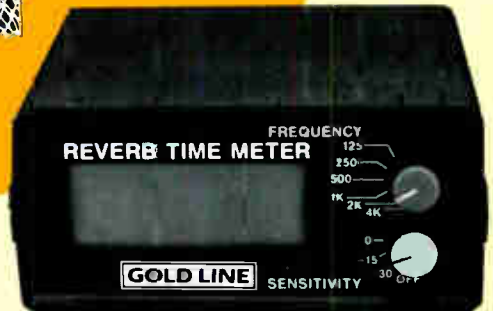 FREQUENCY
REVERB TIME METER
125
250
500
1K
2K
4K
0
-15
30
OFF
GOLD LINE
SENSITIVITY